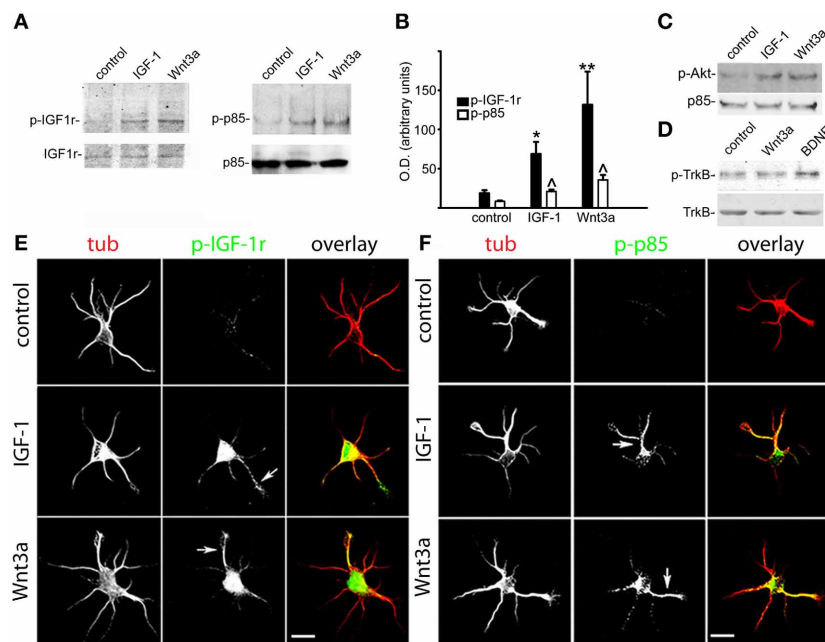 A
control
IGF-1
Wnt3a
p-IGF1r-
IGF1r-
control
IGF-1
Wnt3a
p-p85-
p85-
B
O.D. (arbitrary units)
200
150
100
50
p-IGF-1r
p-p85
*
**
^
^
control
IGF-1
Wnt3a
C
control
IGF-1
Wnt3a
p-Akt-
p85-
D
control
Wnt3a
BDNF
p-TrkB-
TrkB-
E
tub
p-IGF-1r
overlay
control
IGF-1
Wnt3a
F
tub
p-p85
overlay
control
IGF-1
Wnt3a